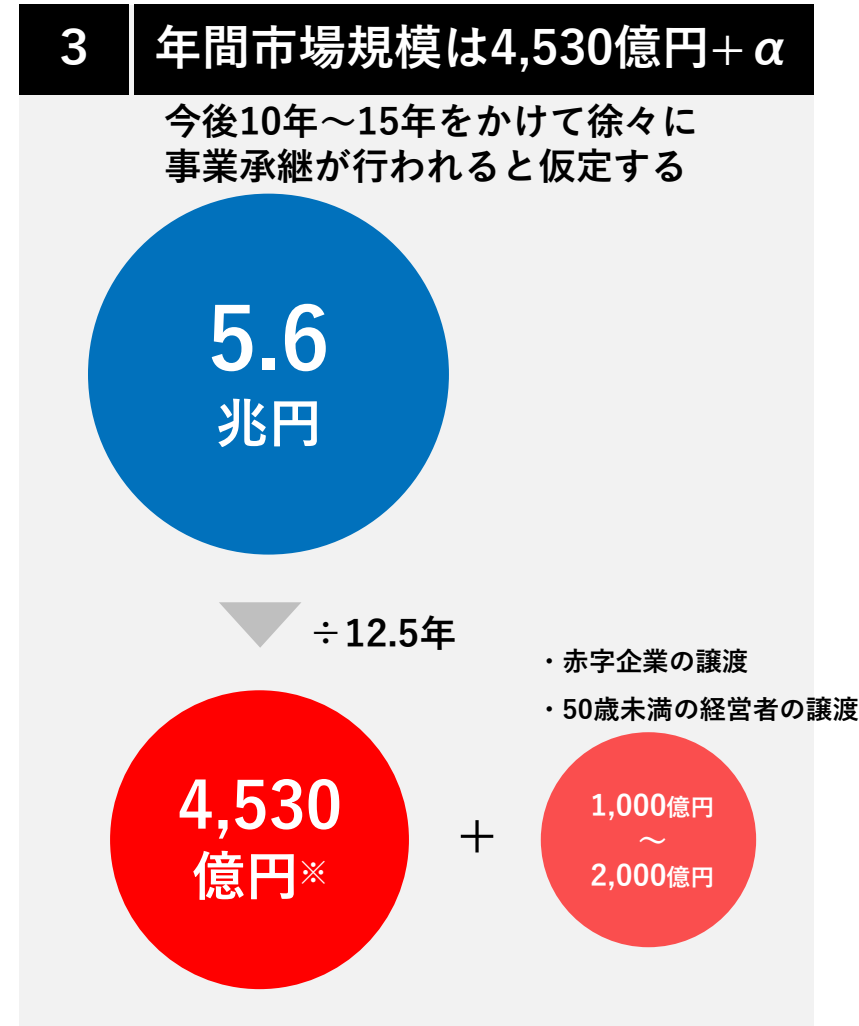 3
年間市場規模は4,530億円+α
今後10年~15年をかけて徐々に
事業承継が行われると仮定する
5.6
兆円
÷12.5年
・赤字企業の譲渡
・50歳未満の経営者の譲渡
4,530
億円※
+
1,000億円
~
2,000億円